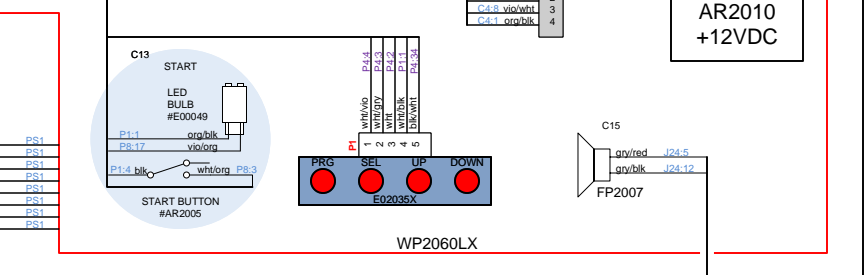 C4:8 vio/wht 3
C4:1 org/blk 4
AR2010
+12VDC
C13
START
LED
BULB
#E00049
P1:1 org/blk
P8:17 vio/org
P1:4 blk wht/org P8:3
START BUTTON
#AR2005
PS1
PS1
PS1
PS1
PS1
PS1
PS1
PS1
P4:4
P4:3
P4:2
P1:1
P4:34
wht/vio
wht/gry
wht
wht/blk
blk/wht
P1
1
2
3
4
5
PRG SEL UP DOWN
E02035X
WP2060LX
C15
gry/red J24:5
gry/blk J24:12
FP2007